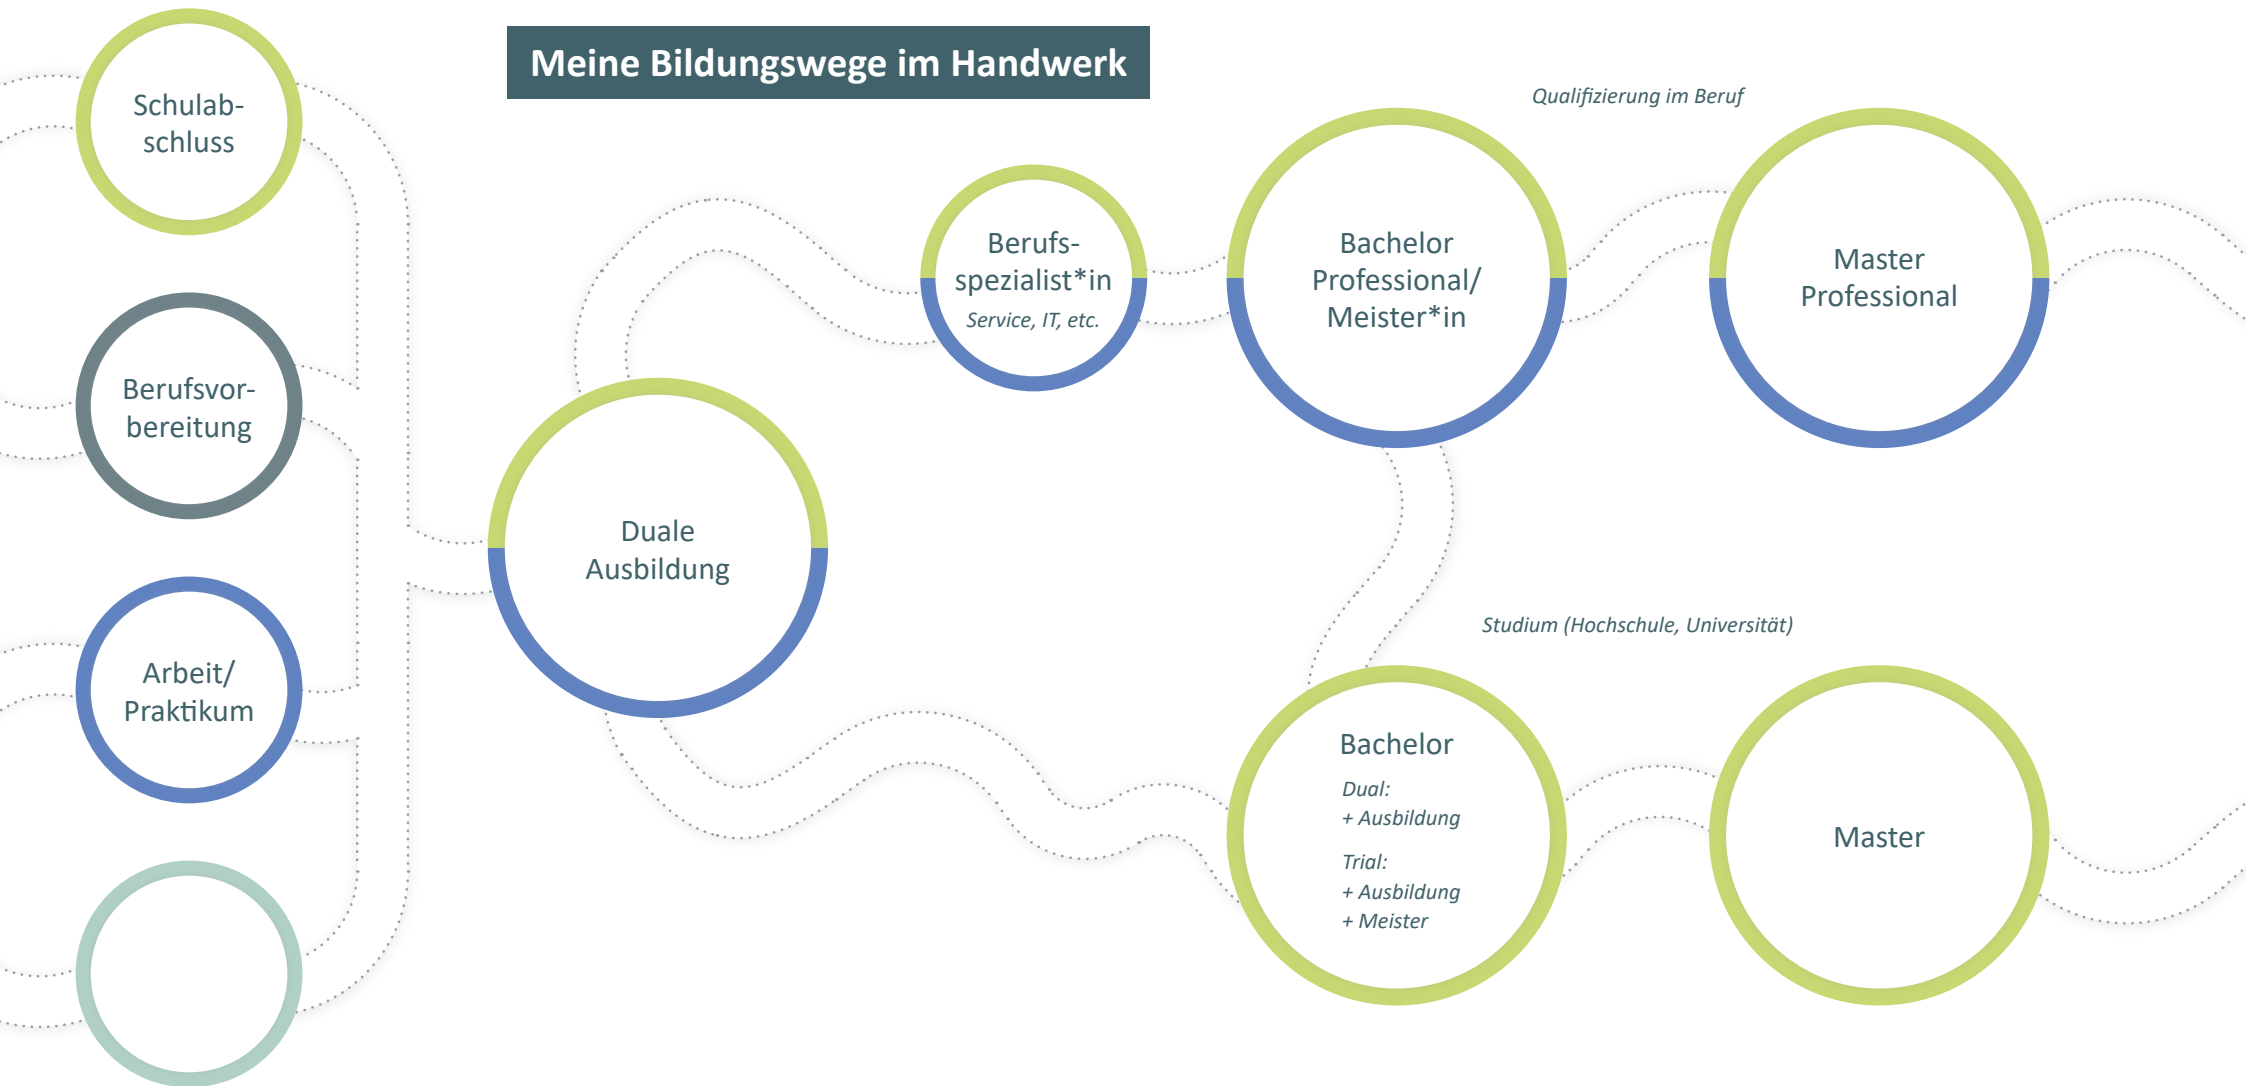 Meine Bildungswege im Handwerk
Schulab-
schluss
Berufsvor-
bereitung
Arbeit/
Praktikum
Duale
Ausbildung
Qualifizierung im Beruf
Berufs-
spezialist*in
Service, IT, etc.
Bachelor
Professional/
Meister*in
Master
Professional
Studium (Hochschule, Universität)
Bachelor
Dual:
+ Ausbildung
Trial:
+ Ausbildung
+ Meister
Master